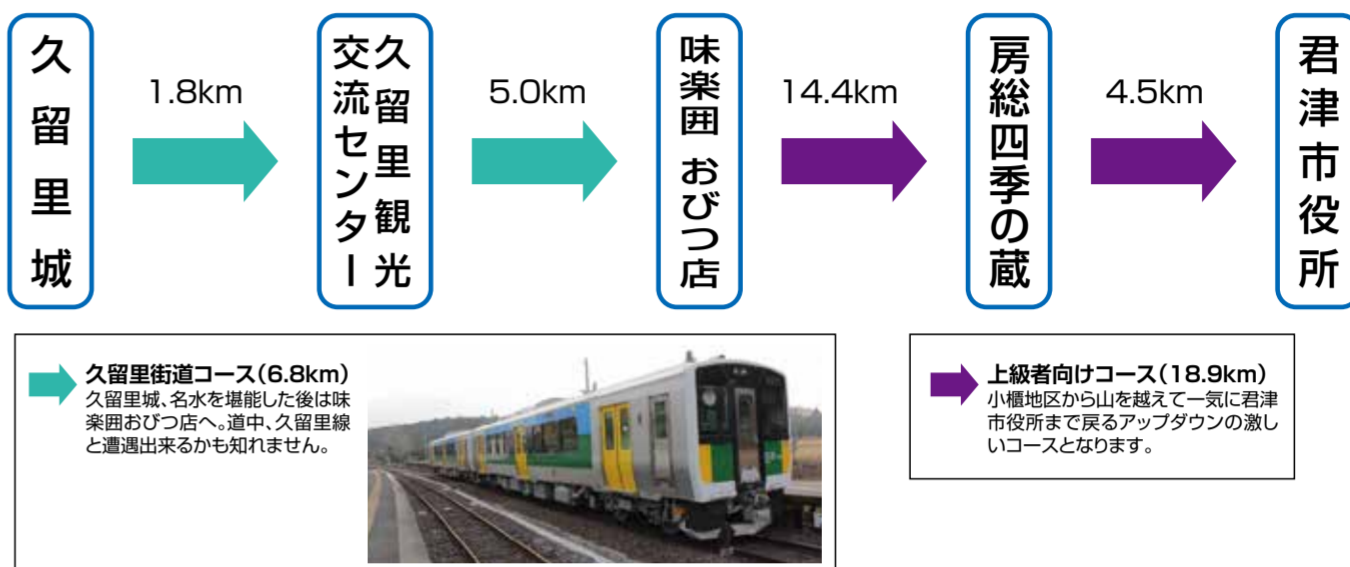 久留里城
1.8km
久留里観光
交流センター
5.0km
味楽囲 おびつ店
14.4km
房総四季の蔵
4.5km
君津市役所
久留里街道コース(6.8km)
久留里城、名水を堪能した後は味
楽囲おびつ店へ。道中、久留里線
と遭遇出来るかも知れません。
上級者向けコース(18.9km)
小櫃地区から山を越えて一気に君津
市役所まで戻るアップダウンの激し
いコースとなります。